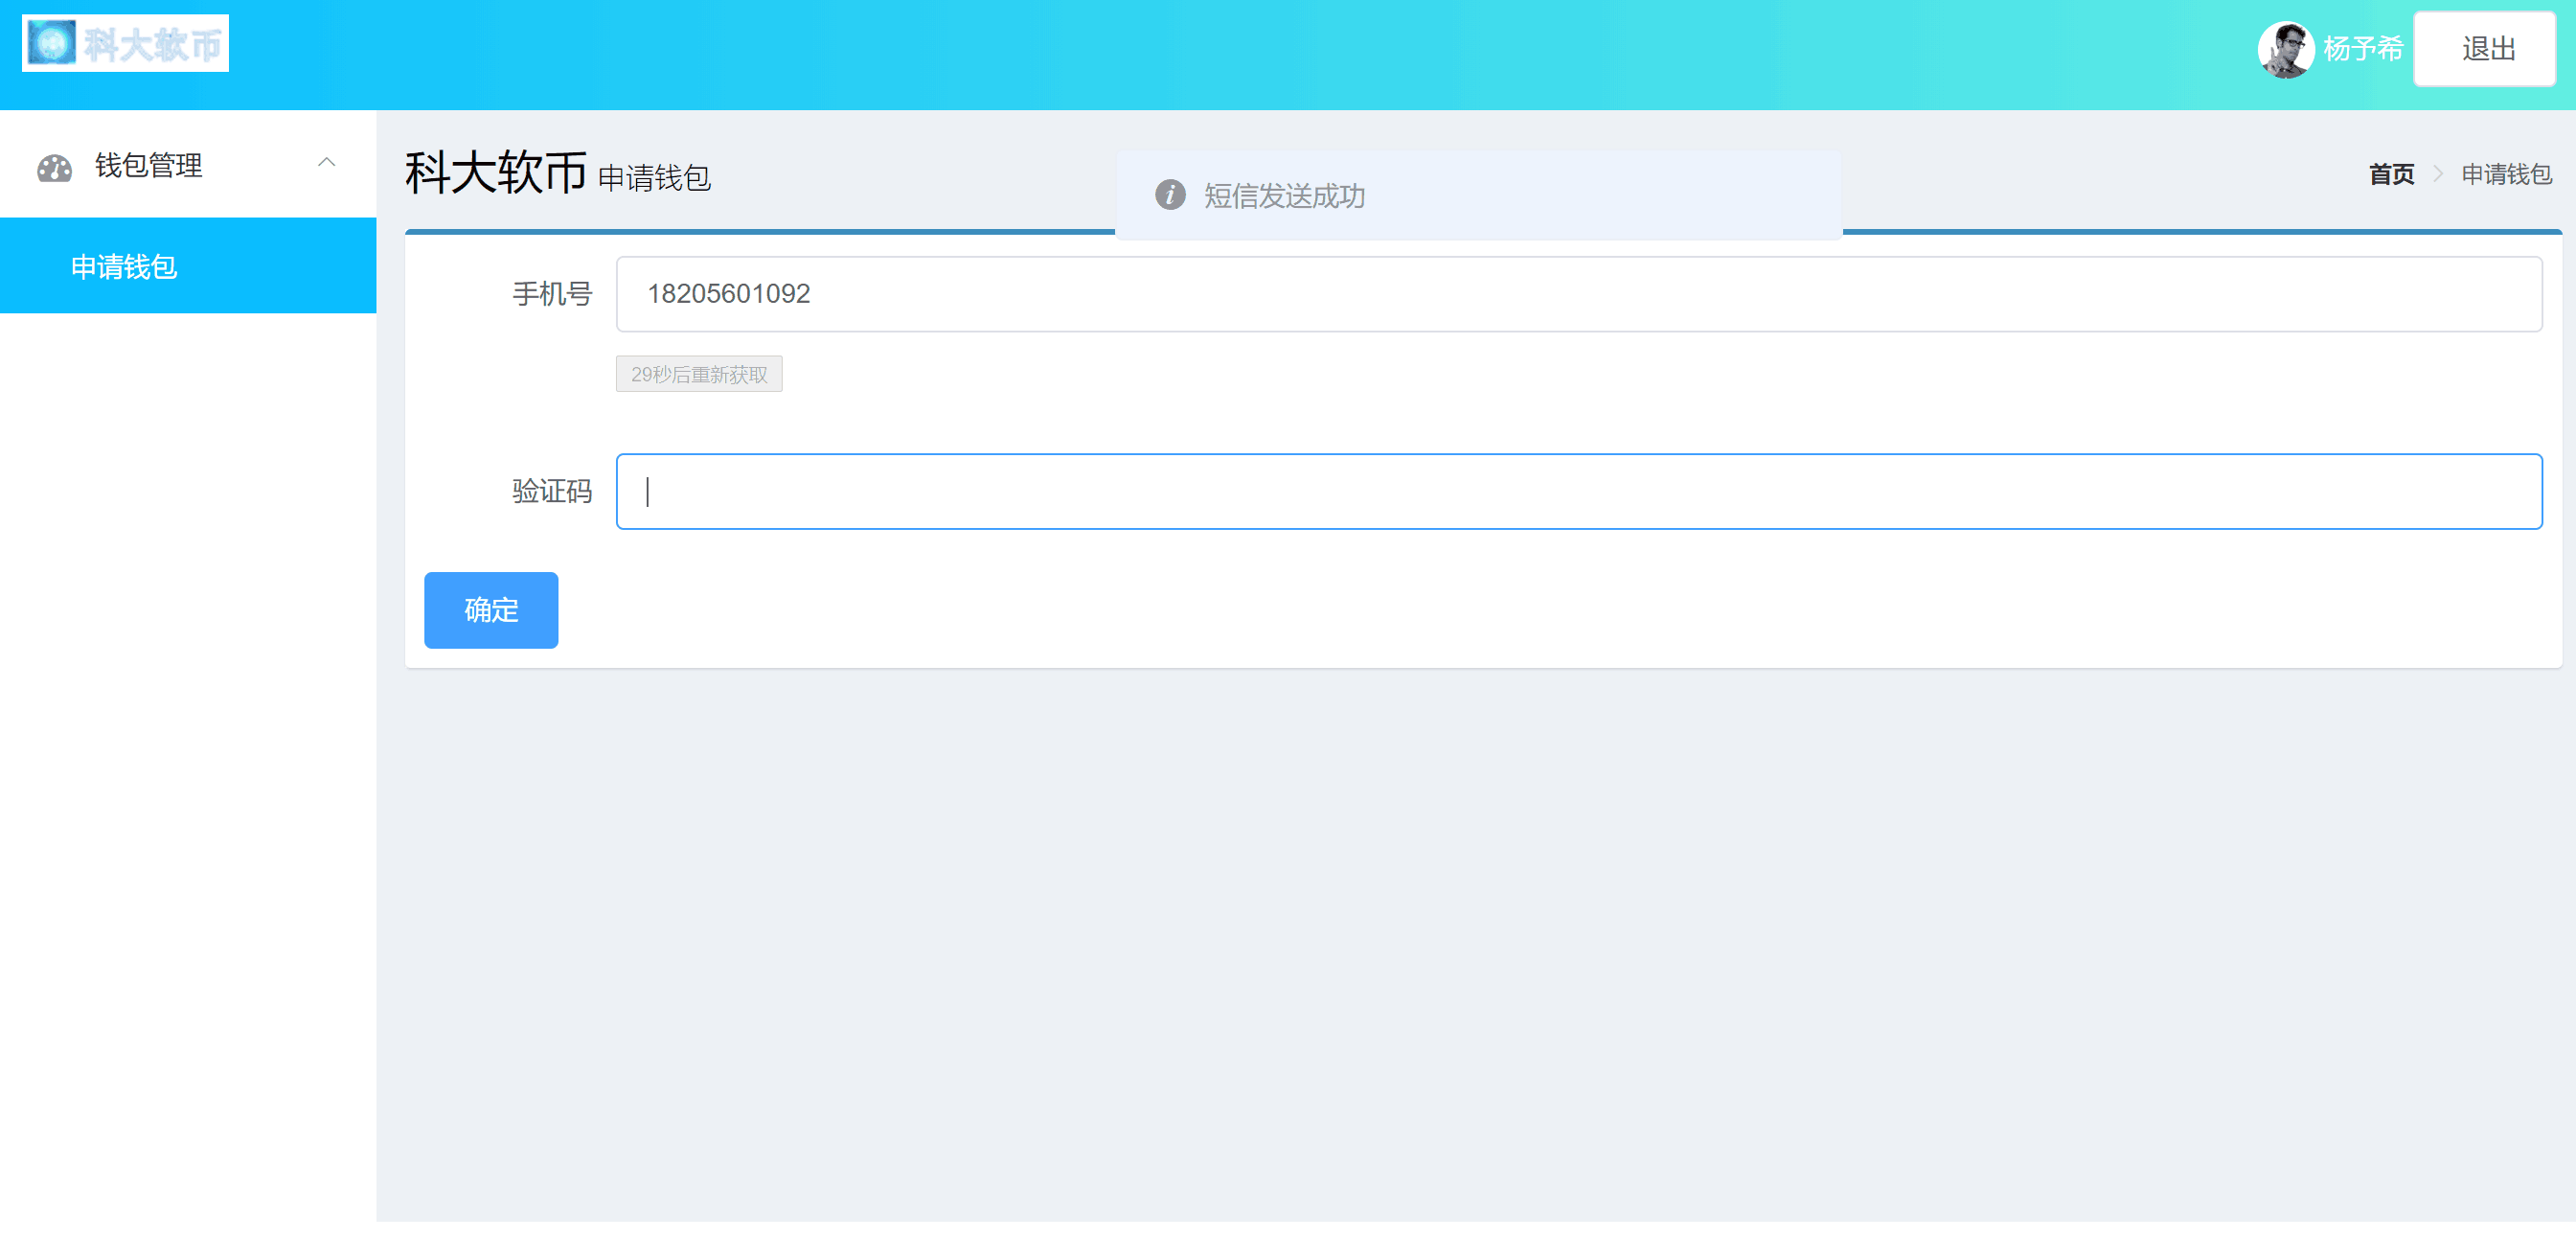 科大软币
杨予希
退出
钱包管理
申请钱包
科大软币 申请钱包
短信发送成功
首页 > 申请钱包
手机号 18205601092
29秒后重新获取
验证码
确定